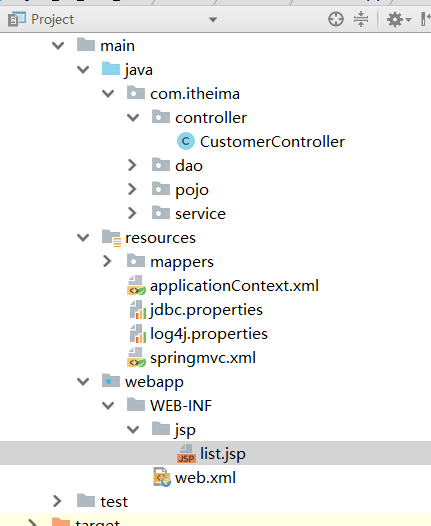 Project
main
java
com.itheima
controller
CustomerController
dao
pojo
service
resources
mappers
applicationContext.xml
jdbc.properties
log4j.properties
springmvc.xml
webapp
WEB-INF
jsp
list.jsp
web.xml
test
target